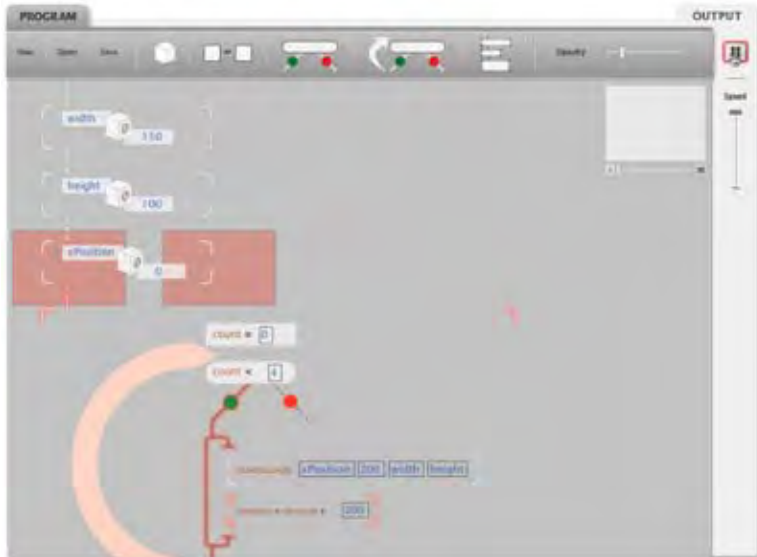 PROGRAM
OUTPUT
New Open Save
Opacity
Speed
width
150
height
100
xPosition
0
count = 0
count < 4
xPosition 200 width height
200